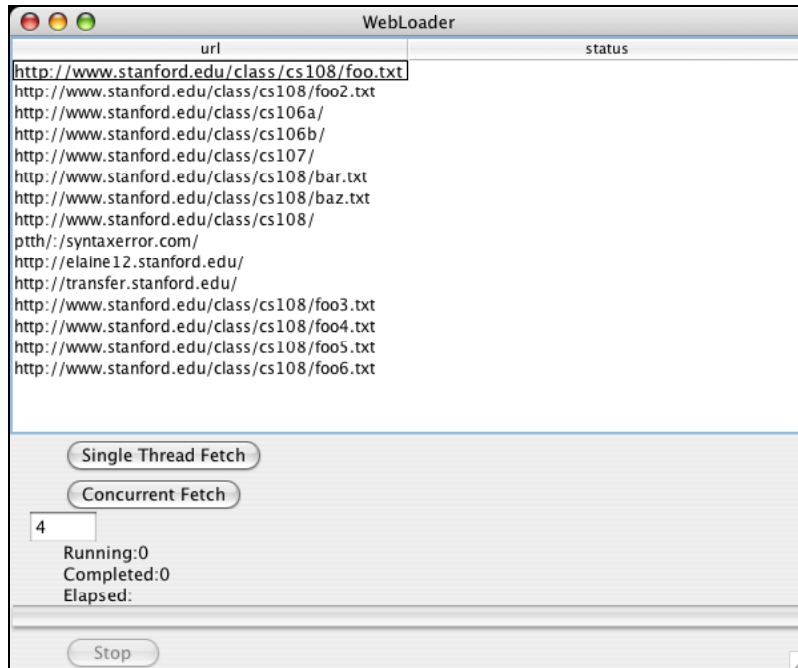 WebLoader
url status
http://www.stanford.edu/class/cs108/foo.txt
http://www.stanford.edu/class/cs108/foo2.txt
http://www.stanford.edu/class/cs106a/
http://www.stanford.edu/class/cs106b/
http://www.stanford.edu/class/cs107/
http://www.stanford.edu/class/cs108/bar.txt
http://www.stanford.edu/class/cs108/baz.txt
http://www.stanford.edu/class/cs108/
ptth/:/syntaxerror.com/
http://elaine12.stanford.edu/
http://transfer.stanford.edu/
http://www.stanford.edu/class/cs108/foo3.txt
http://www.stanford.edu/class/cs108/foo4.txt
http://www.stanford.edu/class/cs108/foo5.txt
http://www.stanford.edu/class/cs108/foo6.txt
Single Thread Fetch
Concurrent Fetch
4
Running:0
Completed:0
Elapsed:
Stop